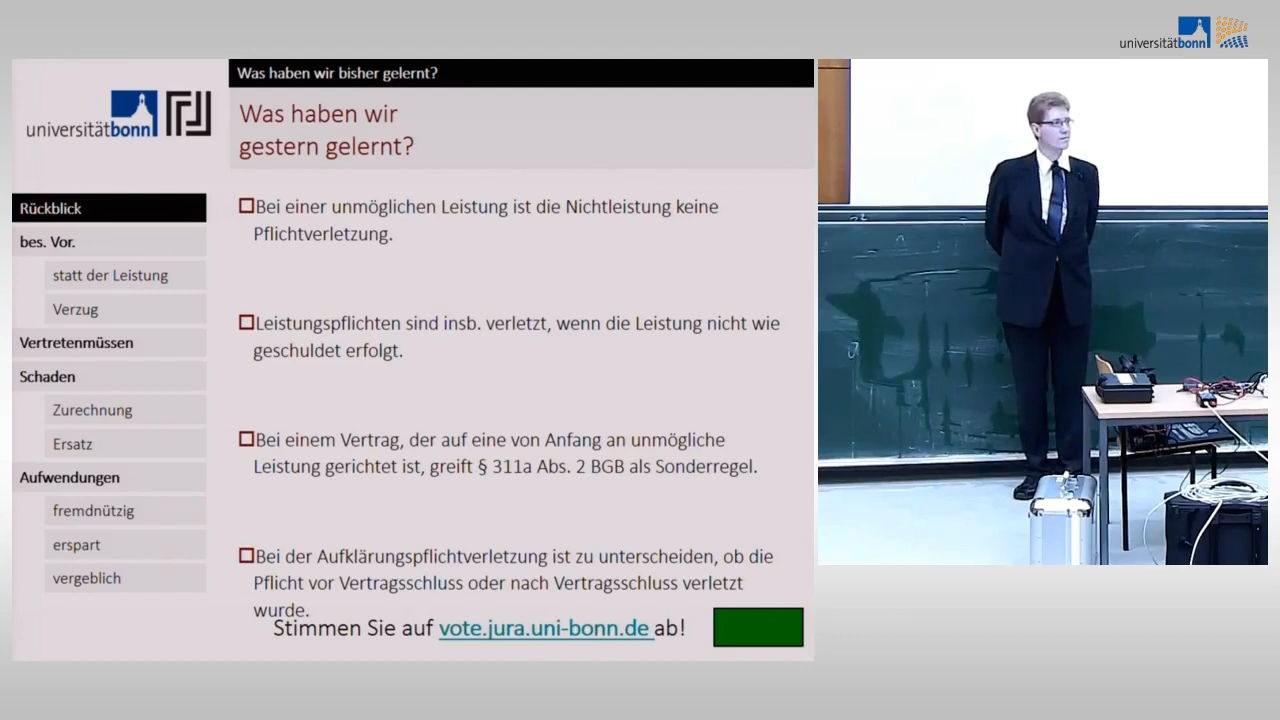 universitätbonn
Was haben wir bisher gelernt?
universitätbonn
Was haben wir
gestern gelernt?
Rückblick
bes. Vor.
statt der Leistung
Verzug
Vertretenmüssen
Schaden
Zurechnung
Ersatz
Aufwendungen
fremdnützig
erspart
vergeblich
Bei einer unmöglichen Leistung ist die Nichtleistung keine
Pflichtverletzung.
Leistungspflichten sind insb. verletzt, wenn die Leistung nicht wie
geschuldet erfolgt.
Bei einem Vertrag, der auf eine von Anfang an unmögliche
Leistung gerichtet ist, greift § 311a Abs. 2 BGB als Sonderregel.
Bei der Aufklärungspflichtverletzung ist zu unterscheiden, ob die
Pflicht vor Vertragsschluss oder nach Vertragsschluss verletzt
wurde.
Stimmen Sie auf vote.jura.uni-bonn.de ab!